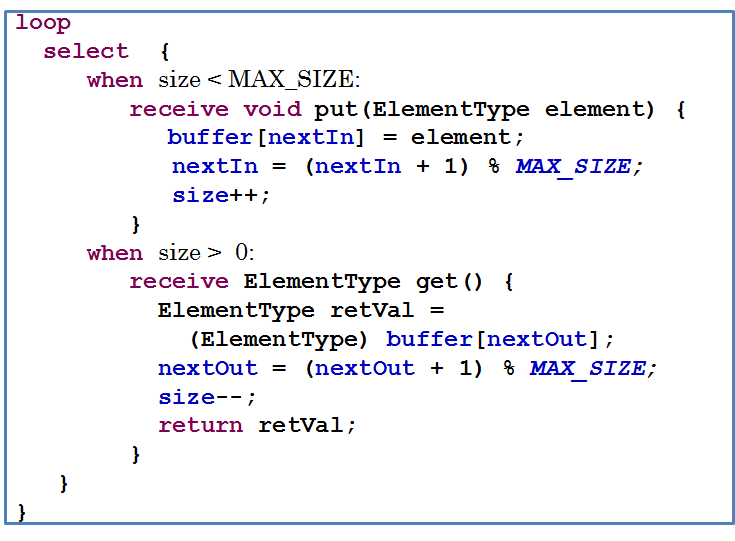 loop
select {
when size < MAX_SIZE:
receive void put(ElementType element) {
buffer[nextIn] = element;
nextIn = (nextIn + 1) % MAX_SIZE;
size++;
}
when size > 0:
receive ElementType get() {
ElementType retVal =
(ElementType) buffer[nextOut];
nextOut = (nextOut + 1) % MAX_SIZE;
size--;
return retVal;
}
}
}